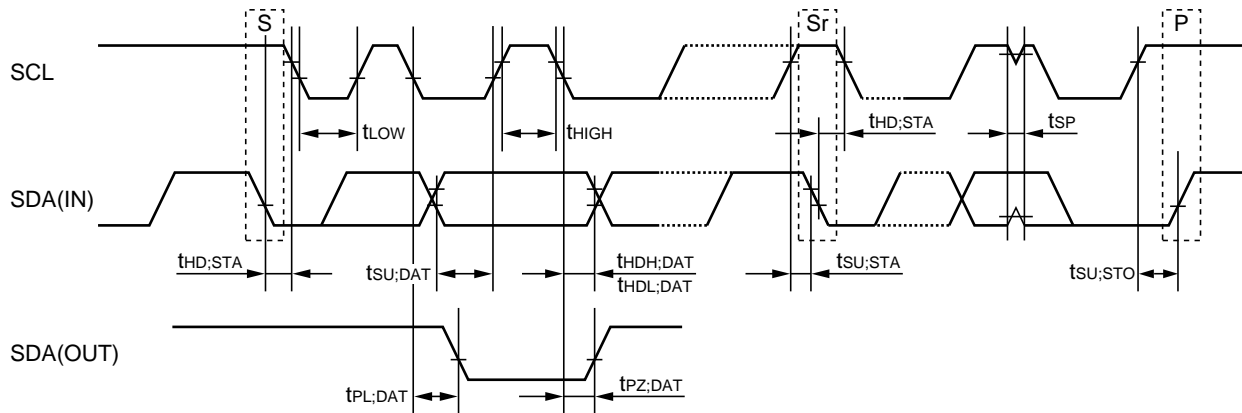 S Sr P
SCL
tLOW tHIGH tHD;STA tSP
SDA(IN)
tHD;STA tSU;DAT tHDH;DAT tSU;STA tSU;STO
tHDL;DAT
SDA(OUT)
tPL;DAT tPZ;DAT